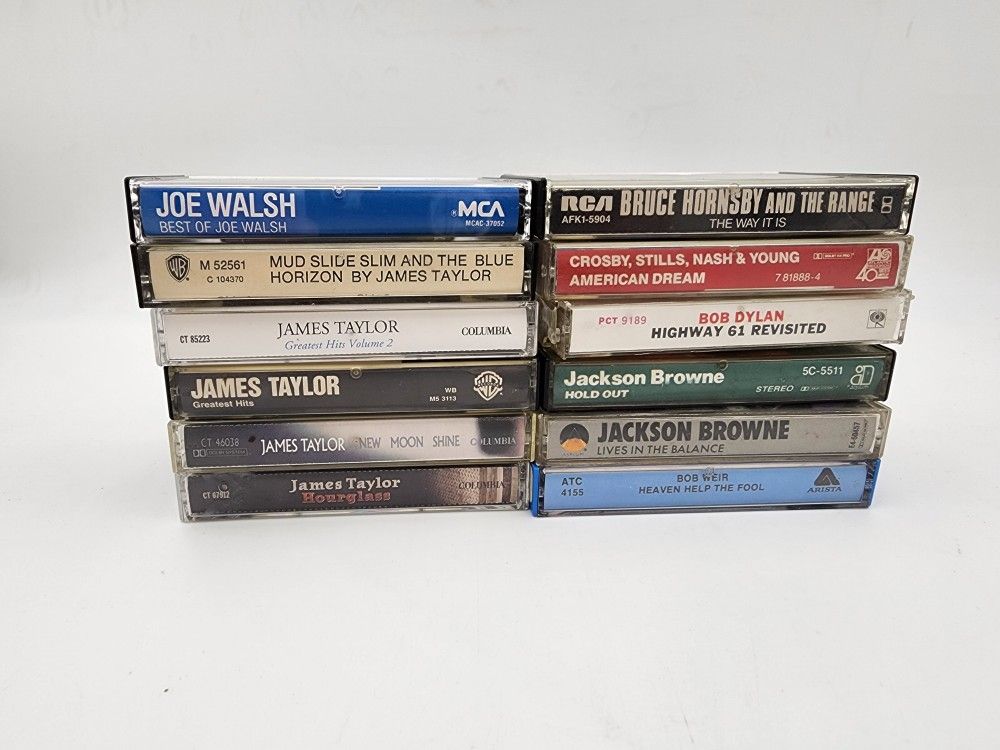 JOE WALSH
BEST OF JOE WALSH
MCA
MCAC-37052
WB
M 52561
C 104370
MUD SLIDE SLIM AND THE BLUE
HORIZON BY JAMES TAYLOR
CT 85223
JAMES TAYLOR
Greatest Hits Volume 2
COLUMBIA
JAMES TAYLOR
Greatest Hits
WB
M5 3113
CT 46038
JAMES TAYLOR NEW MOON SHINE COLUMBIA
CT 67912
James Taylor
Hourglass
COLUMBIA
RCA BRUCE HORNSBY AND THE RANGE
AFK1-5904
THE WAY IT IS
CROSBY, STILLS, NASH & YOUNG
AMERICAN DREAM
7 81888-4
40
PCT 9189
BOB DYLAN
HIGHWAY 61 REVISITED
Jackson Browne
HOLD OUT
5C-5511
STEREO
JACKSON BROWNE
LIVES IN THE BALANCE
ATC
4155
BOB WEIR
HEAVEN HELP THE FOOL
ARISTA